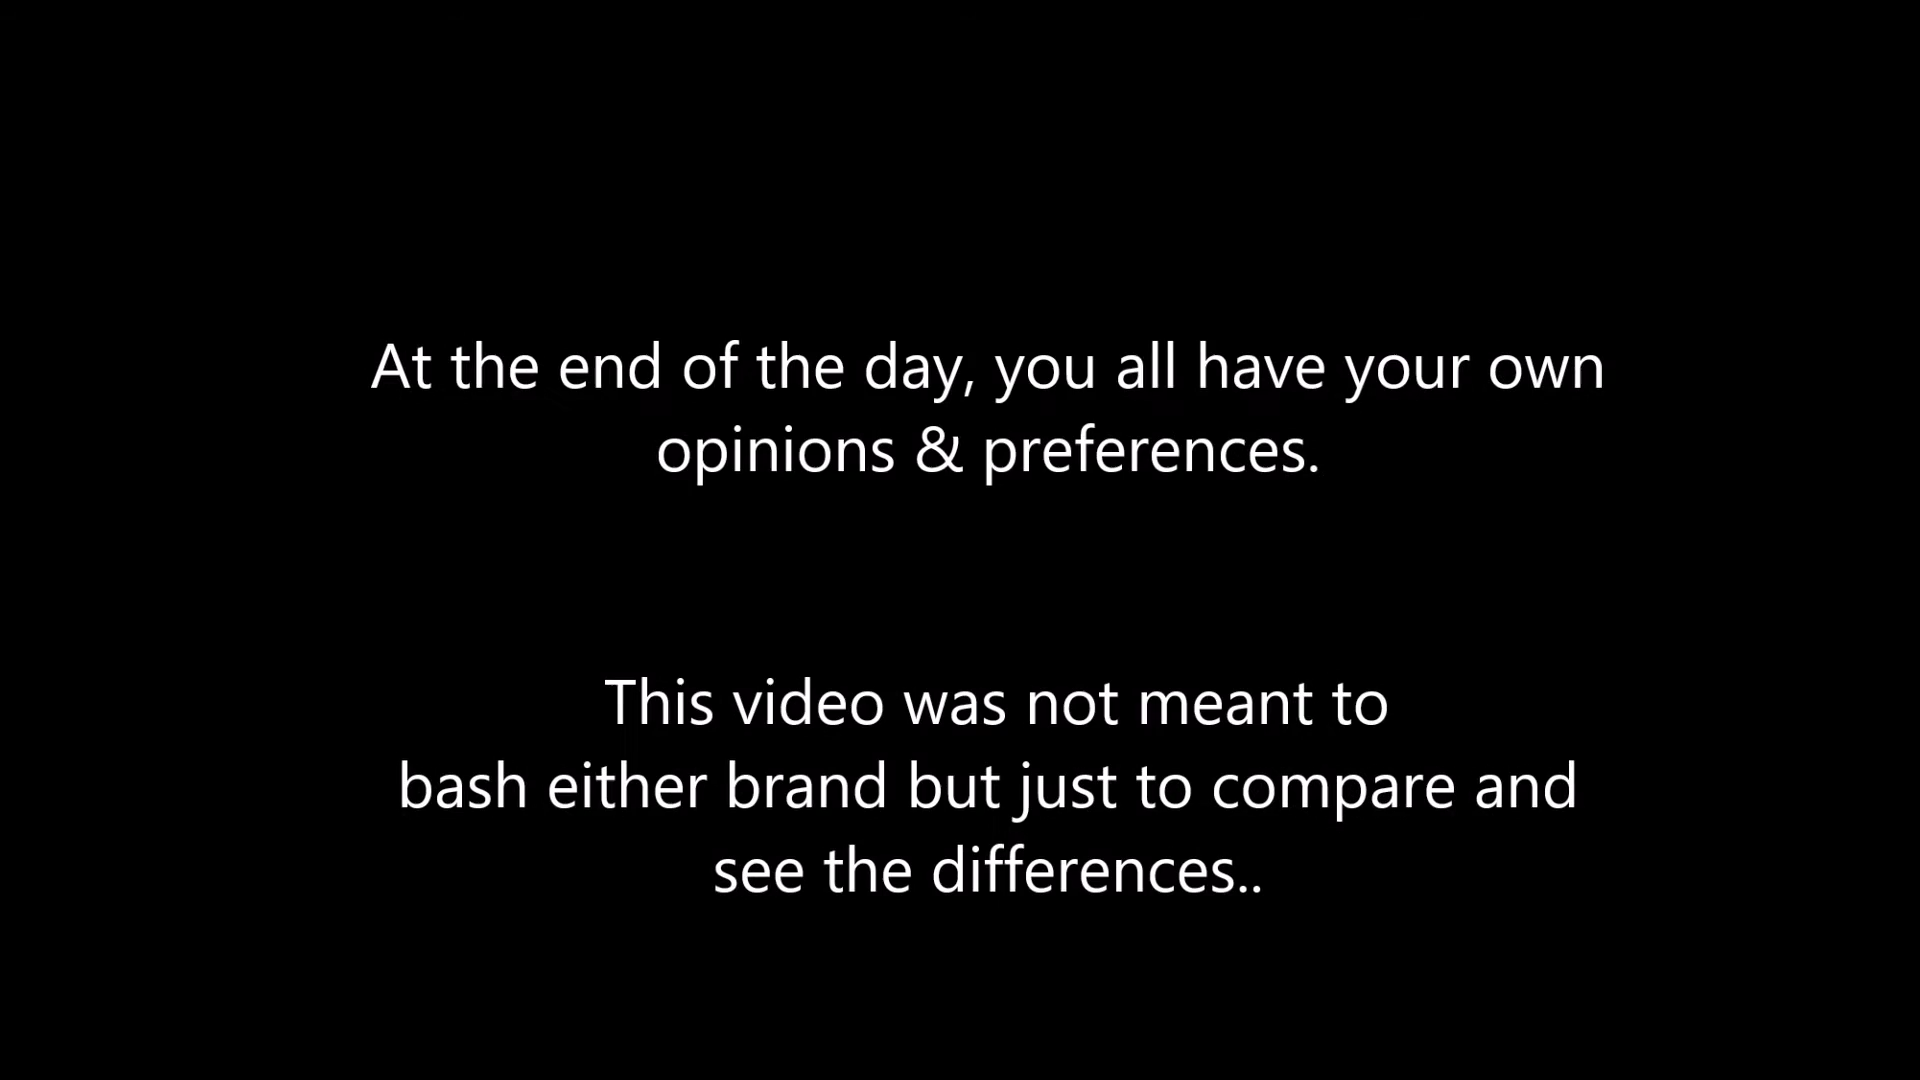 At the end of the day, you all have your own
opinions & preferences.
This video was not meant to
bash either brand but just to compare and
see the differences..